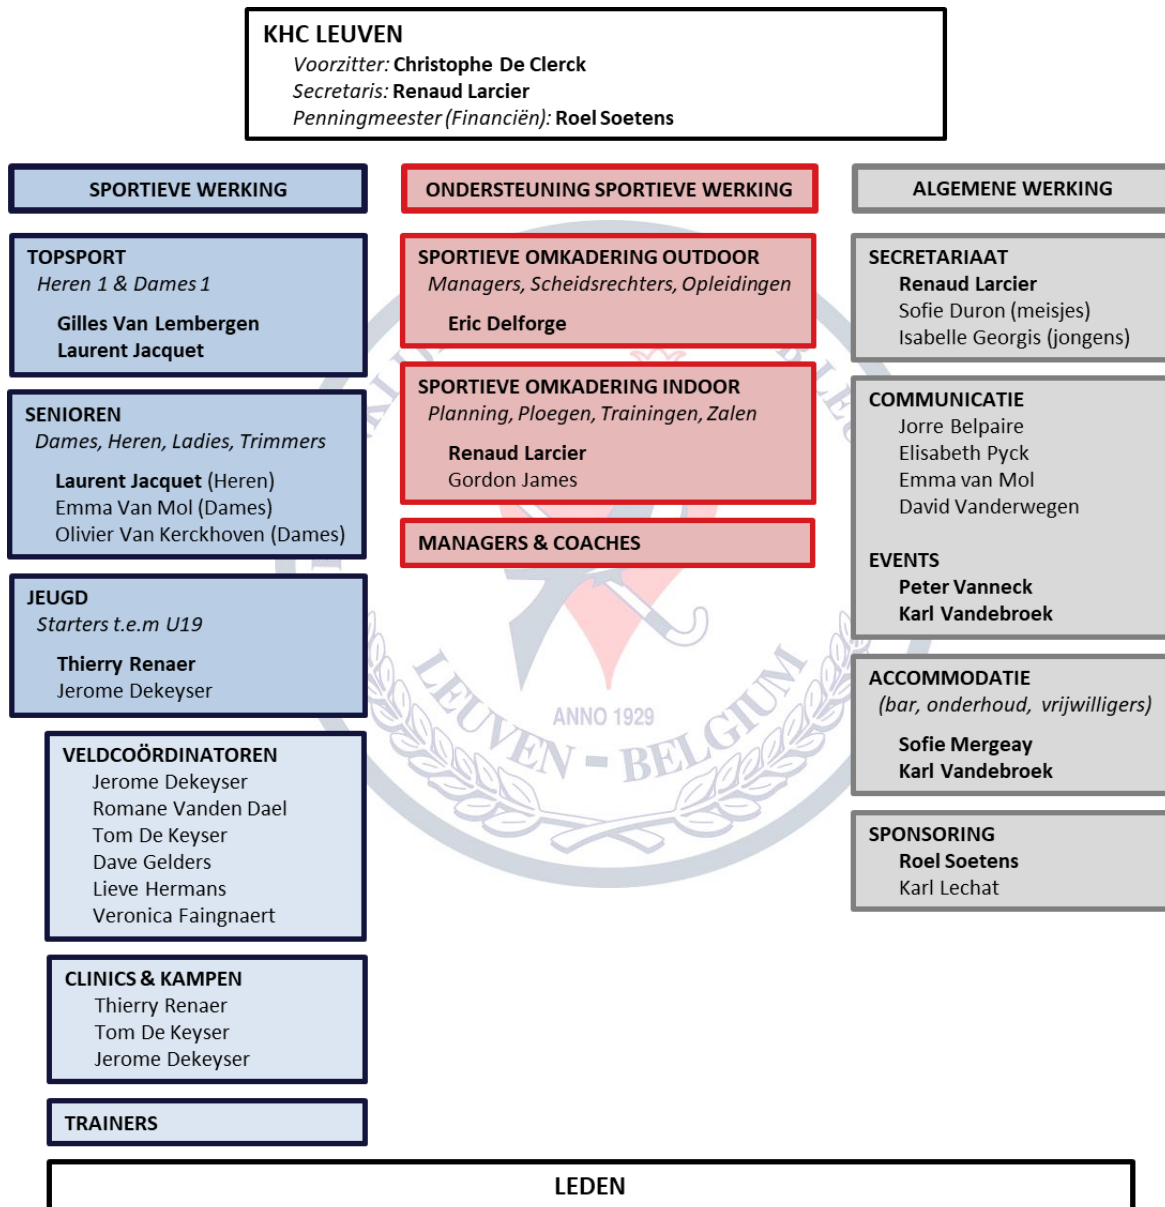 KHC LEUVEN
Voorzitter: Christophe De Clerck
Secretaris: Renaud Larcier
Penningmeester (Financiën): Roel Soetens
SPORTIEVE WERKING
TOPSPORT
Heren 1 & Dames 1
Gilles Van Lembergen
Laurent Jacquet
SENIOREN
Dames, Heren, Ladies, Trimmers
Laurent Jacquet (Heren)
Emma Van Mol (Dames)
Olivier Van Kerckhoven (Dames)
JEUGD
Starters t.e.m U19
Thierry Renaer
Jerome Dekeyser
VELDCOÖRDINATOREN
Jerome Dekeyser
Romane Vanden Dael
Tom De Keyser
Dave Gelders
Lieve Hermans
Veronica Faingnaert
CLINICS & KAMPEN
Thierry Renaer
Tom De Keyser
Jerome Dekeyser
TRAINERS
ONDERSTEUNING SPORTIEVE WERKING
SPORTIEVE OMKADERING OUTDOOR
Managers, Scheidsrechters, Opleidingen
Eric Delforge
SPORTIEVE OMKADERING INDOOR
Planning, Ploegen, Trainingen, Zalen
Renaud Larcier
Gordon James
MANAGERS & COACHES
ANNO 1929
LEUVEN - BELGIUM
ALGEMENE WERKING
SECRETARIAAT
Renaud Larcier
Sofie Duron (meisjes)
Isabelle Georgis (jongens)
COMMUNICATIE
Jorre Belpaire
Elisabeth Pyck
Emma van Mol
David Vanderwegen
EVENTS
Peter Vanneck
Karl Vandebroek
ACCOMMODATIE
(bar, onderhoud, vrijwilligers)
Sofie Mergeay
Karl Vandebroek
SPONSORING
Roel Soetens
Karl Lechat
LEDEN